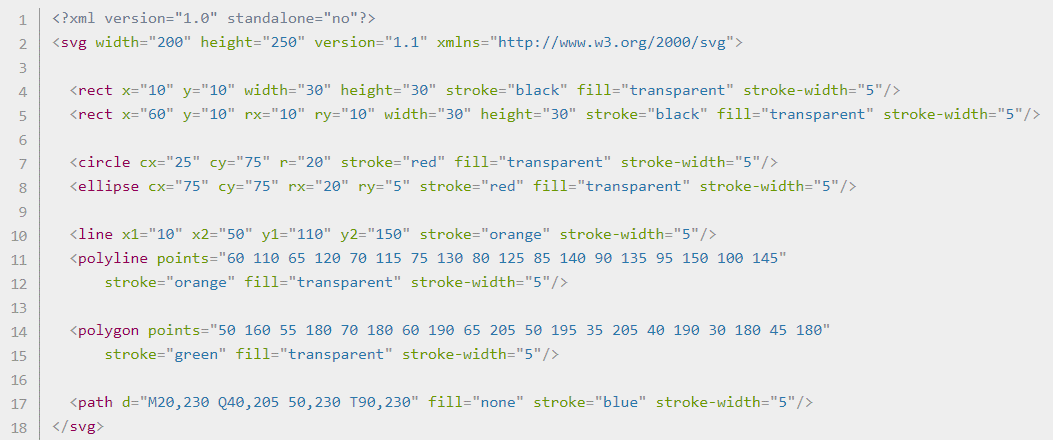 1 <?xml version="1.0" standalone="no"?>
2 <svg width="200" height="250" version="1.1" xmlns="http://www.w3.org/2000/svg">
3
4 <rect x="10" y="10" width="30" height="30" stroke="black" fill="transparent" stroke-width="5"/>
5 <rect x="60" y="10" rx="10" ry="10" width="30" height="30" stroke="black" fill="transparent" stroke-width="5"/>
6
7 <circle cx="25" cy="75" r="20" stroke="red" fill="transparent" stroke-width="5"/>
8 <ellipse cx="75" cy="75" rx="20" ry="5" stroke="red" fill="transparent" stroke-width="5"/>
9
10 <line x1="10" x2="50" y1="110" y2="150" stroke="orange" stroke-width="5"/>
11 <polyline points="60 110 65 120 70 115 75 130 80 125 85 140 90 135 95 150 100 145"
12 stroke="orange" fill="transparent" stroke-width="5"/>
13
14 <polygon points="50 160 55 180 70 180 60 190 65 205 50 195 35 205 40 190 30 180 45 180"
15 stroke="green" fill="transparent" stroke-width="5"/>
16
17 <path d="M20,230 Q40,205 50,230 T90,230" fill="none" stroke="blue" stroke-width="5"/>
18 </svg>